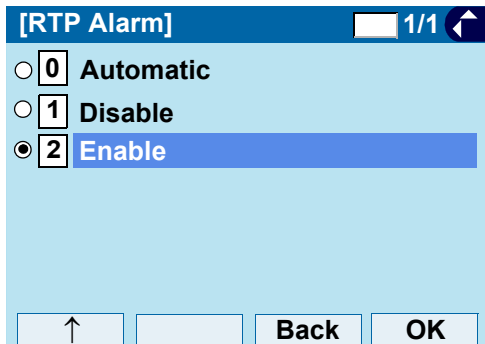 [RTP Alarm] 1/1
0 Automatic
1 Disable
2 Enable
↑ Back OK